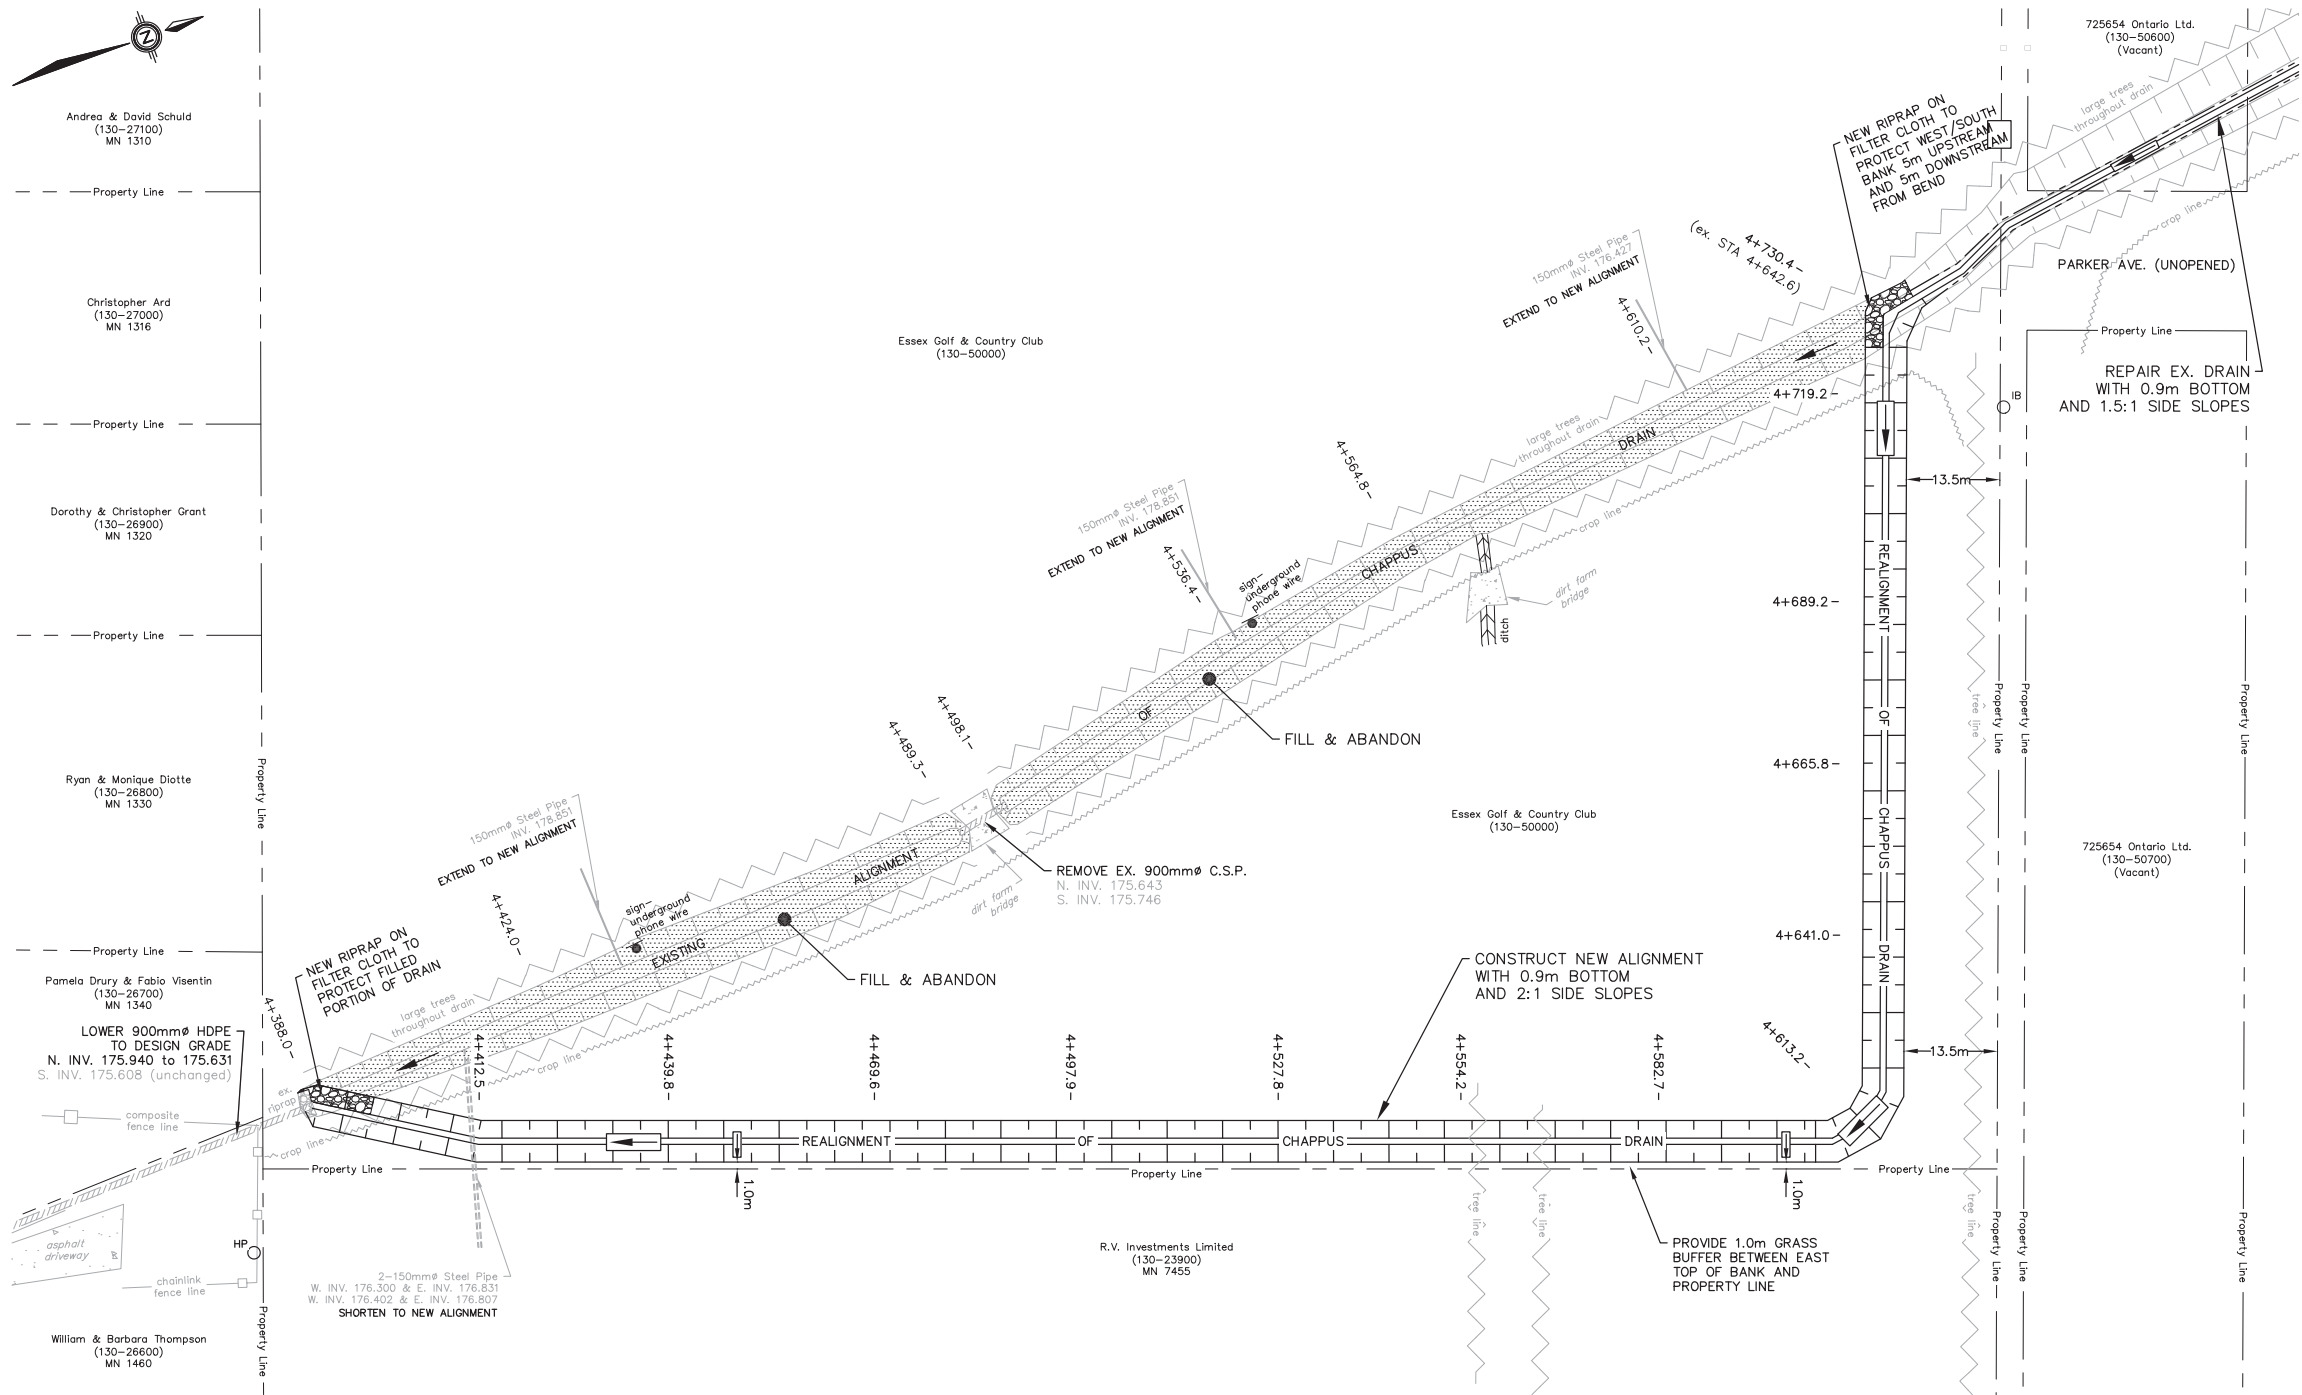 N
Andrea & David Schuld
(130-27100)
MN 1310
Property Line
Christopher Ard
(130-27000)
MN 1316
Property Line
Dorothy & Christopher Grant
(130-26900)
MN 1320
Property Line
Ryan & Monique Diotte
(130-26800)
MN 1330
Property Line
Property Line
Pamela Drury & Fabio Visentin
(130-26700)
MN 1340
LOWER 900mmø HDPE
TO DESIGN GRADE
N. INV. 175.940 to 175.631
S. INV. 175.608 (unchanged)
composite
fence line
asphalt
driveway
HP
chainlink
fence line
Property Line
William & Barbara Thompson
(130-26600)
MN 1460
4+388.0-
NEW RIPRAP ON
FILTER CLOTH TO
PROTECT FILLED
PORTION OF DRAIN
ex.
riprap
crop line
large trees
throughout drain
crop line
4+424.0-
150mmø Steel Pipe
INV. 178.851
EXTEND TO NEW ALIGNMENT
sign-
underground
phone wire
EXISTING
ALIGNMENT
OF
CHAPPUS
DRAIN
FILL & ABANDON
4+489.3-
4+498.1-
REMOVE EX. 900mmø C.S.P.
N. INV. 175.643
S. INV. 175.746
dirt farm
bridge
FILL & ABANDON
Essex Golf & Country Club
(130-50000)
150mmø Steel Pipe
INV. 178.851
EXTEND TO NEW ALIGNMENT
4+536.4-
sign-
underground
phone wire
4+564.8-
large trees
throughout drain
crop line
dirt farm
bridge
ditch
150mmø Steel Pipe
INV. 176.427
EXTEND TO NEW ALIGNMENT
4+610.2-
4+730.4-
(ex. STA 4+642.6)
NEW RIPRAP ON
FILTER CLOTH TO
PROTECT WEST/SOUTH
BANK 5m UPSTREAM
AND 5m DOWNSTREAM
FROM BEND
725654 Ontario Ltd.
(130-50600)
(Vacant)
large trees
throughout drain
crop line
PARKER AVE. (UNOPENED)
Property Line
REPAIR EX. DRAIN
WITH 0.9m BOTTOM
AND 1.5:1 SIDE SLOPES
IB
4+719.2-
13.5m
4+689.2-
4+665.8-
4+641.0-
4+613.2-
13.5m
REALIGNMENT
OF
CHAPPUS
DRAIN
tree line
Property Line
Property Line
Property Line
725654 Ontario Ltd.
(130-50700)
(Vacant)
Essex Golf & Country Club
(130-50000)
CONSTRUCT NEW ALIGNMENT
WITH 0.9m BOTTOM
AND 2:1 SIDE SLOPES
4+412.5-
4+439.8-
4+469.6-
4+497.9-
4+527.8-
4+554.2-
4+582.7-
REALIGNMENT
OF
CHAPPUS
DRAIN
Property Line
Property Line
Property Line
1.0m
1.0m
tree line
tree line
tree line
Property Line
Property Line
Property Line
2-150mmø Steel Pipe
W. INV. 176.300 & E. INV. 176.831
W. INV. 176.402 & E. INV. 176.807
SHORTEN TO NEW ALIGNMENT
R.V. Investments Limited
(130-23900)
MN 7455
PROVIDE 1.0m GRASS
BUFFER BETWEEN EAST
TOP OF BANK AND
PROPERTY LINE